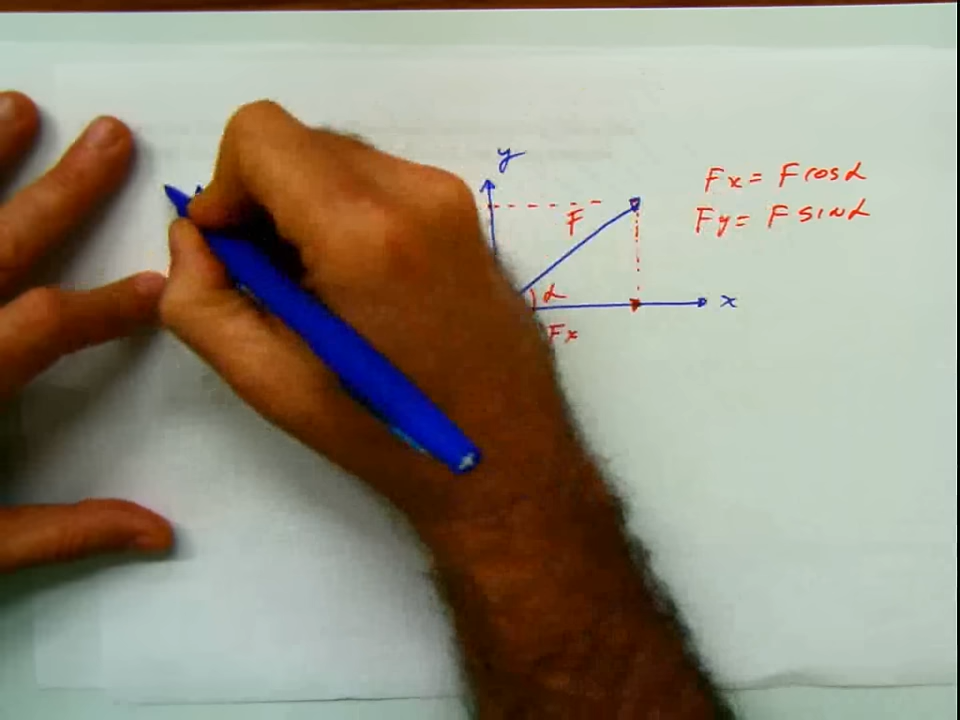 y
Fx = F cos α
F
Fy = F sin α
α
x
Fx